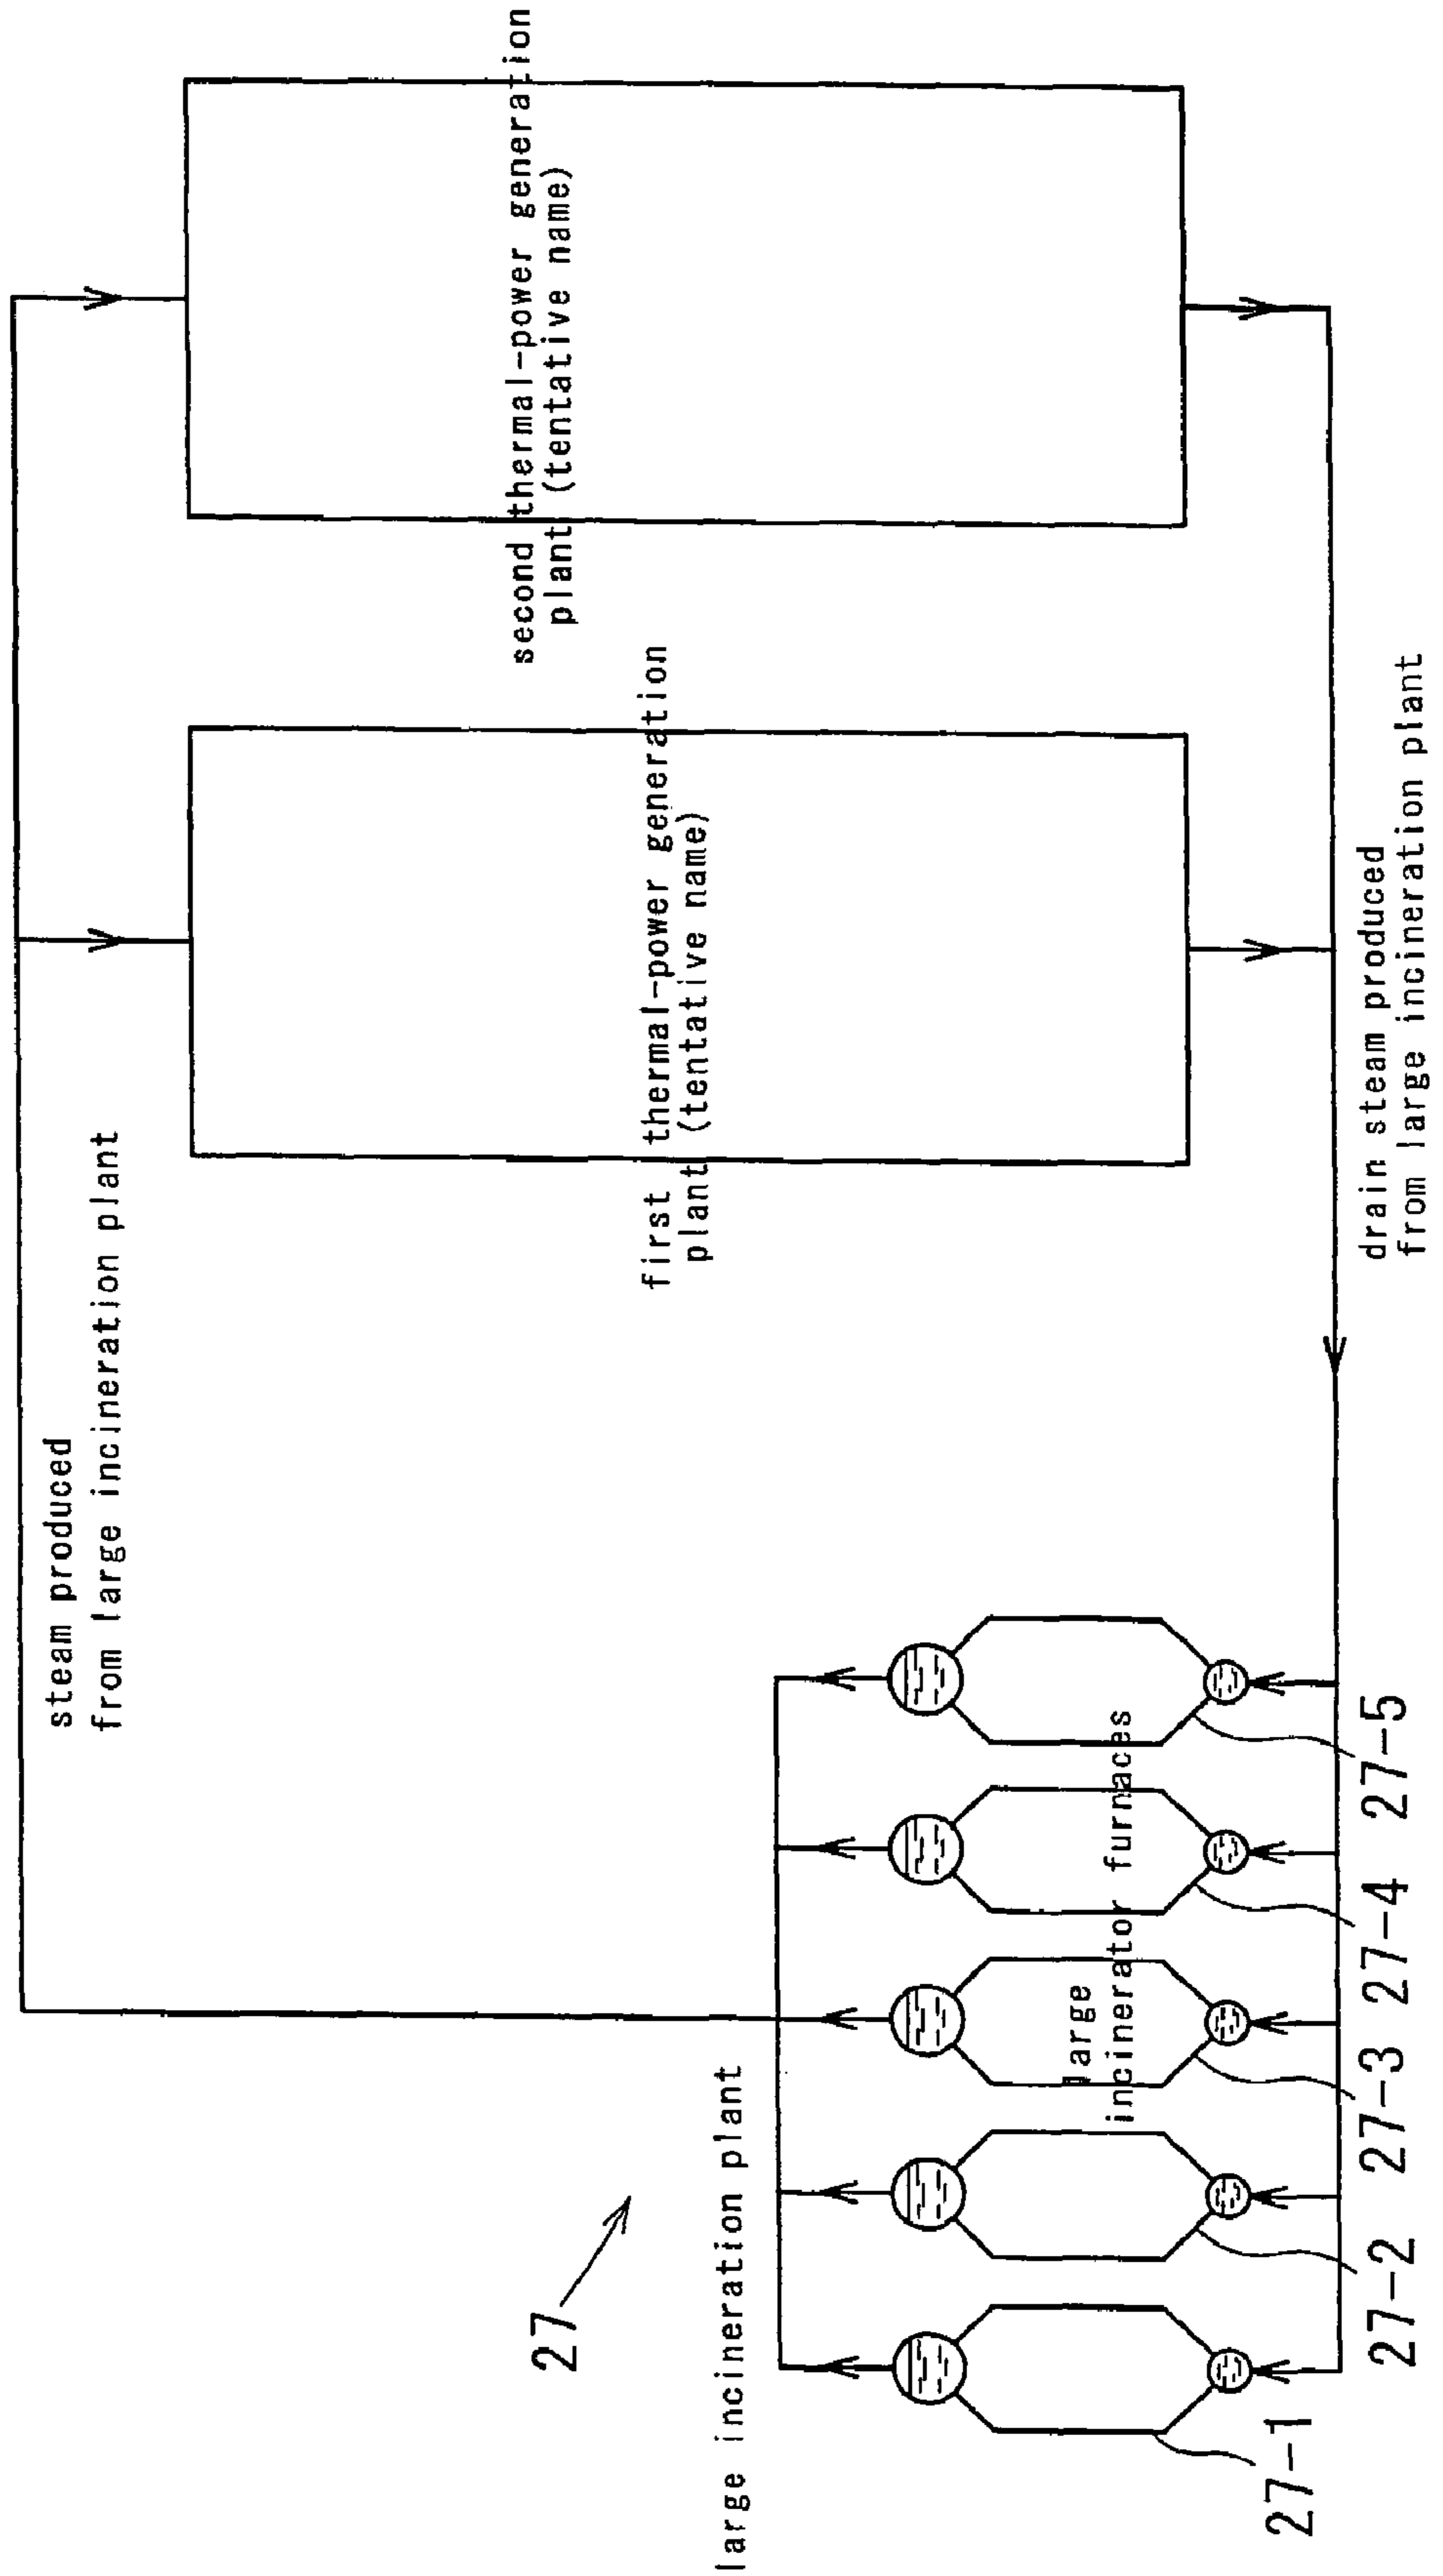 steam produced
from large incineration plant
second thermal-power generation
plant (tentative name)
first thermal-power generation
plant (tentative name)
27
large incineration plant
large
incinerator furnaces
drain steam produced
from large incineration plant
27-1
27-2
27-3
27-4
27-5